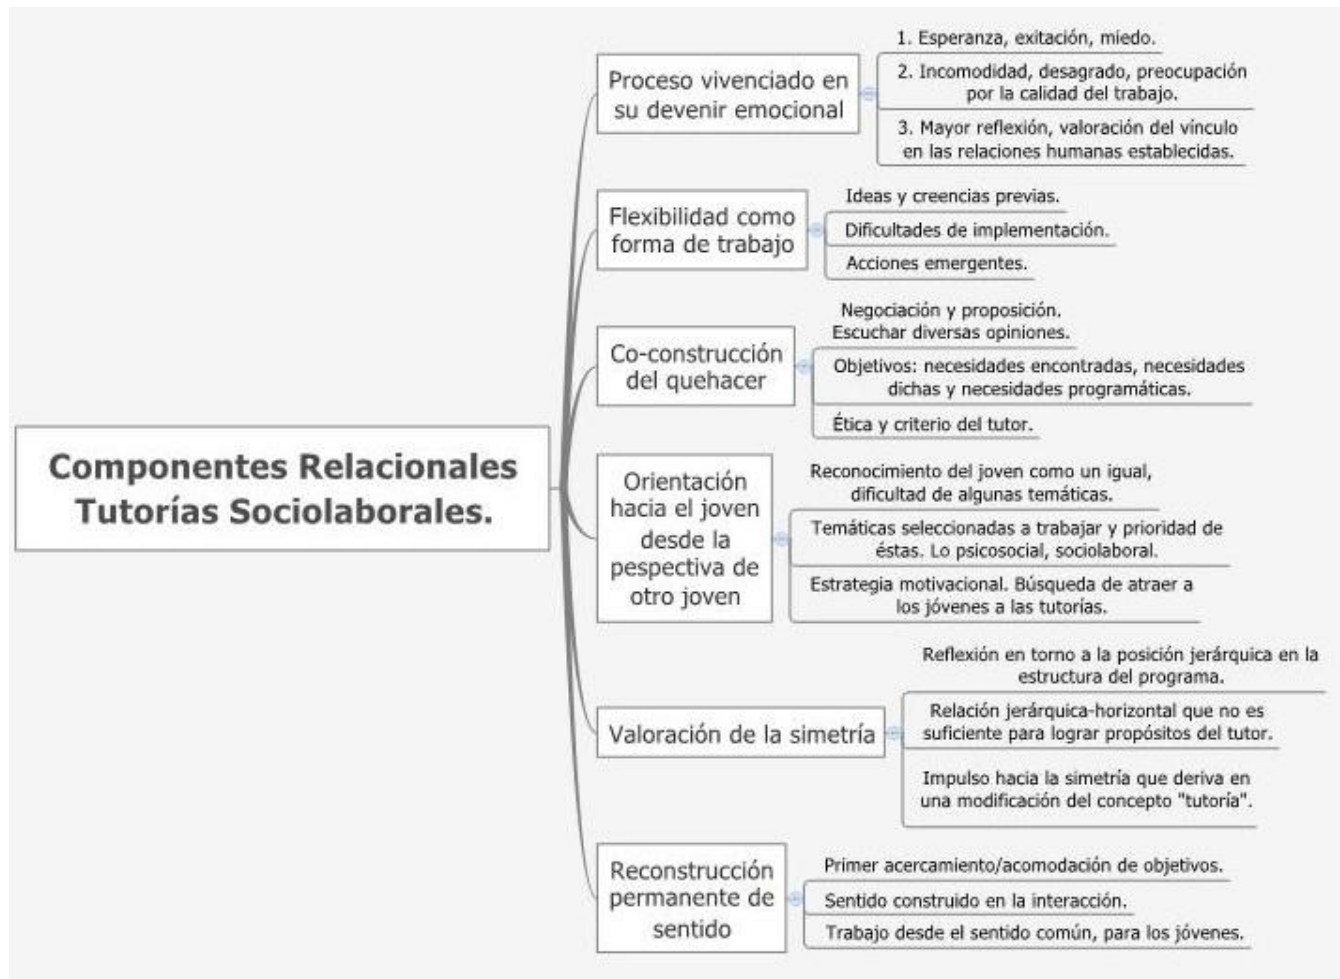 Componentes Relacionales
Tutorías Sociolaborales.
Proceso vivenciado en
su devenir emocional
1. Esperanza, exitación, miedo.
2. Incomodidad, desagrado, preocupación
por la calidad del trabajo.
3. Mayor reflexión, valoración del vínculo
en las relaciones humanas establecidas.
Flexibilidad como
forma de trabajo
Ideas y creencias previas.
Dificultades de implementación.
Acciones emergentes.
Co-construcción
del quehacer
Negociación y proposición.
Escuchar diversas opiniones.
Objetivos: necesidades encontradas, necesidades
dichas y necesidades programáticas.
Ética y criterio del tutor.
Orientación
hacia el joven
desde la
pespectiva de
otro joven
Reconocimiento del joven como un igual,
dificultad de algunas temáticas.
Temáticas seleccionadas a trabajar y prioridad de
éstas. Lo psicosocial, sociolaboral.
Estrategia motivacional. Búsqueda de atraer a
los jóvenes a las tutorías.
Valoración de la simetría
Reflexión en torno a la posición jerárquica en la
estructura del programa.
Relación jerárquica-horizontal que no es
suficiente para lograr propósitos del tutor.
Impulso hacia la simetría que deriva en
una modificación del concepto "tutoría".
Reconstrucción
permanente de
sentido
Primer acercamiento/acomodación de objetivos.
Sentido construido en la interacción.
Trabajo desde el sentido común, para los jóvenes.